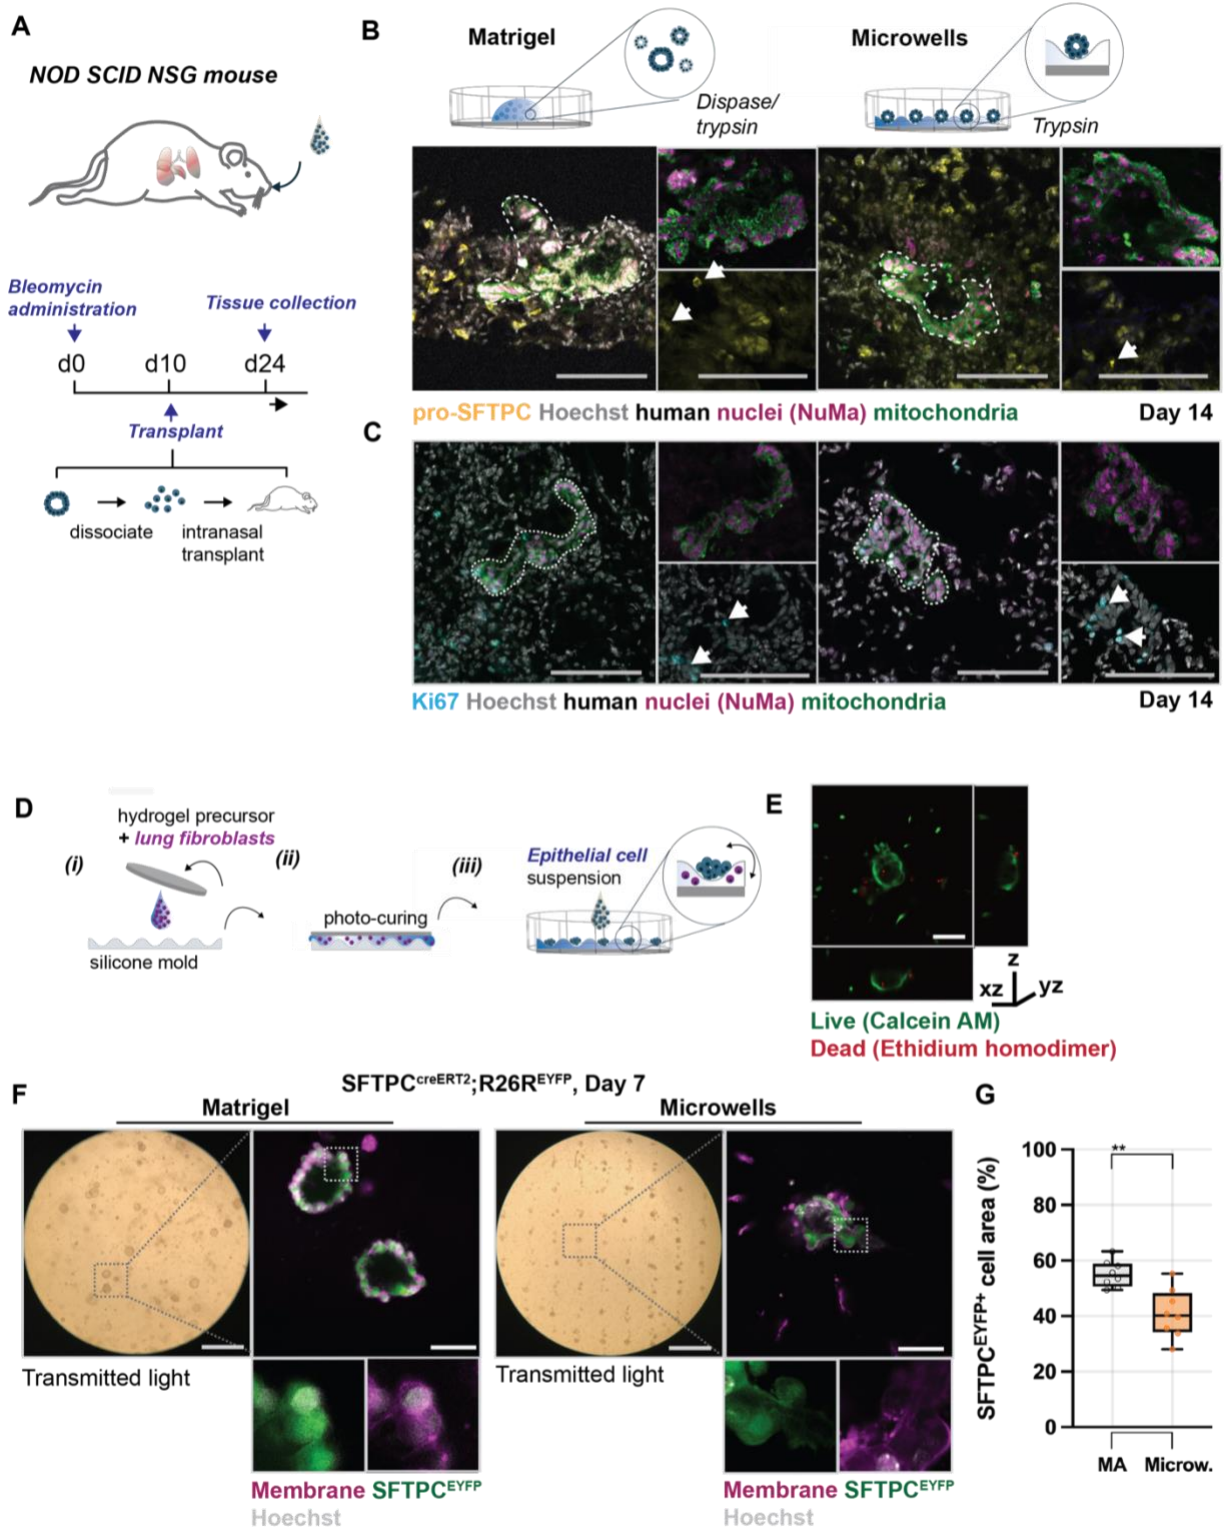 A
NOD SCID NSG mouse
Bleomycin
administration
Tissue collection
d0
d10
d24
Transplant
dissociate
intranasal
transplant
B
Matrigel
Dispase/
trypsin
Microwells
Trypsin
pro-SFTPC Hoechst human nuclei (NuMa) mitochondria
Day 14
C
Ki67 Hoechst human nuclei (NuMa) mitochondria
Day 14
D
hydrogel precursor
+ lung fibroblasts
(i)
silicone mold
(ii)
photo-curing
(iii)
Epithelial cell
suspension
E
z
xz
yz
Live (Calcein AM)
Dead (Ethidium homodimer)
F
SFTPCcreERT2;R26REYFP, Day 7
Matrigel
Microwells
Transmitted light
Transmitted light
Membrane SFTPCEYFP
Hoechst
Membrane SFTPCEYFP
Hoechst
G
SFTPCEYFP+ cell area (%)
100
80
60
40
20
0
**
MA
Microw.